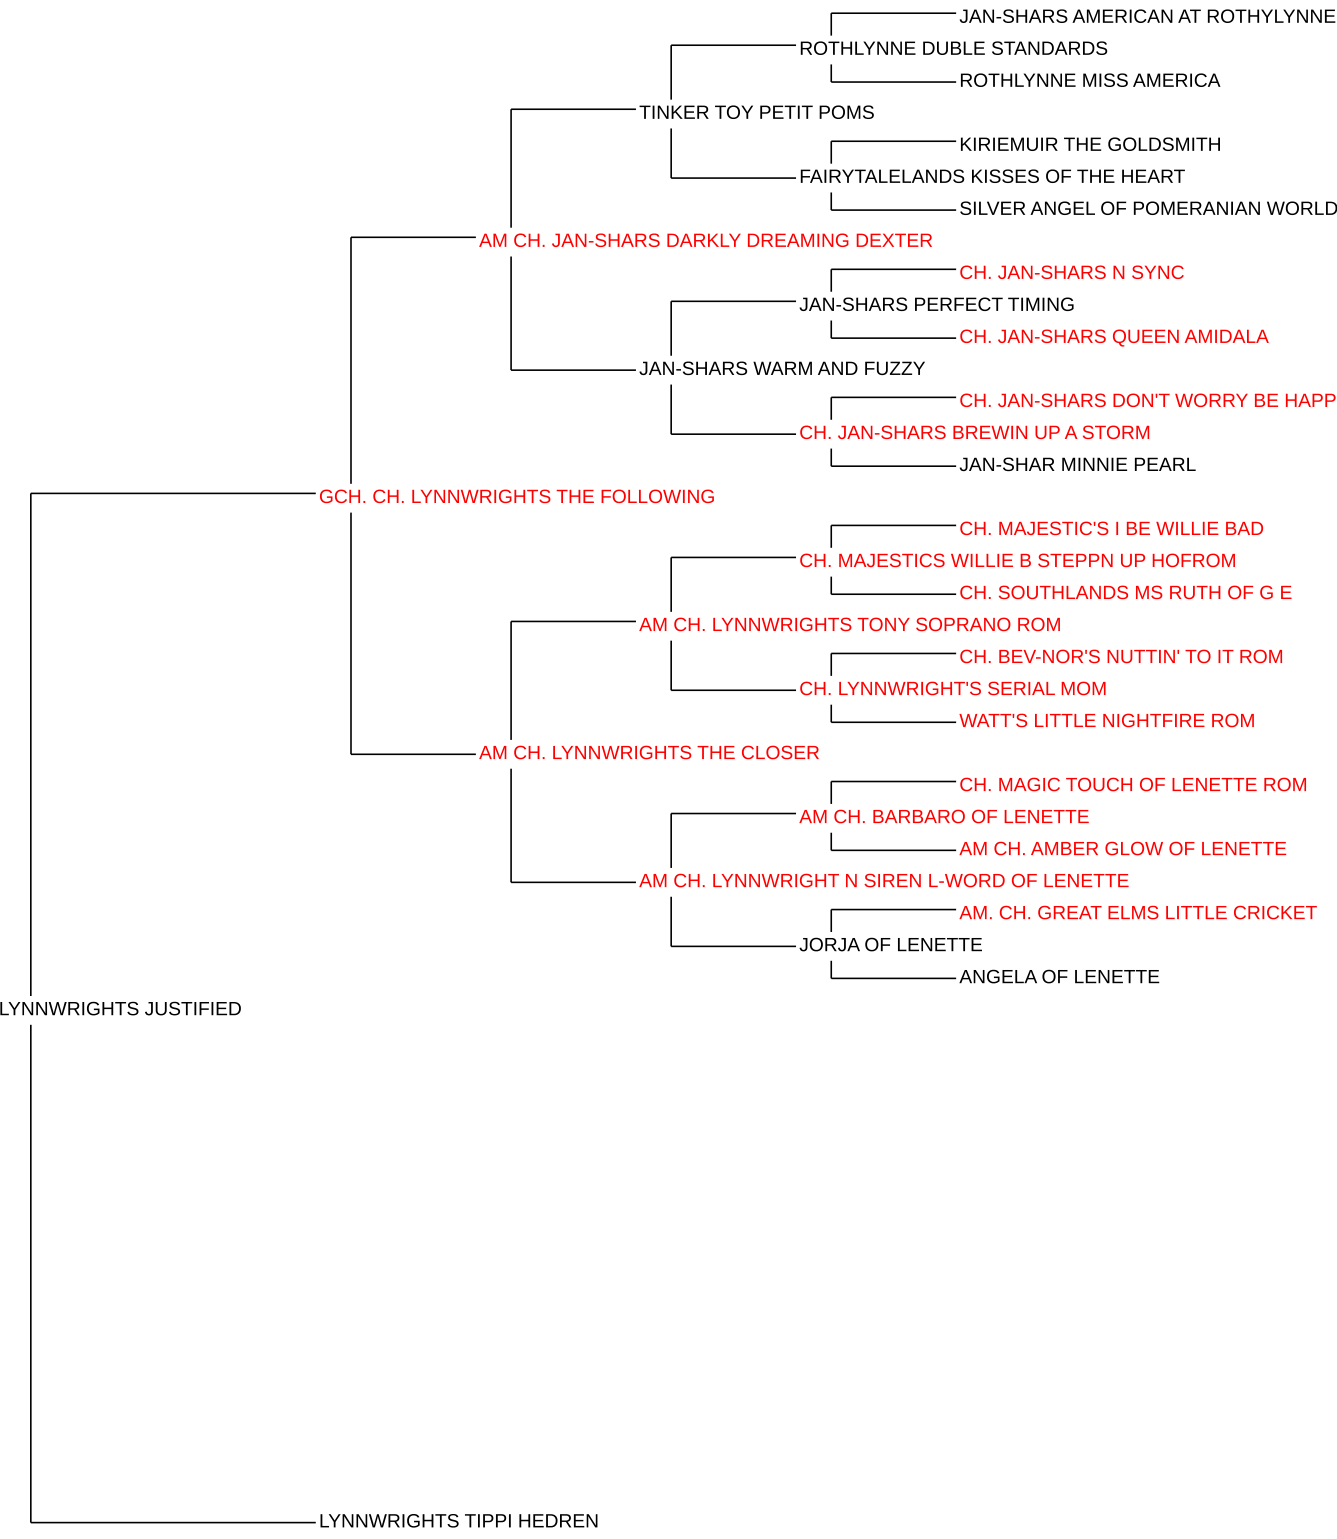 JAN-SHARS AMERICAN AT ROTHYLYNNE
ROTHLYNNE DUBLE STANDARDS
ROTHLYNNE MISS AMERICA
TINKER TOY PETIT POMS
KIRIEMUIR THE GOLDSMITH
FAIRYTALELANDS KISSES OF THE HEART
SILVER ANGEL OF POMERANIAN WORLD
AM CH. JAN-SHARS DARKLY DREAMING DEXTER
CH. JAN-SHARS N SYNC
JAN-SHARS PERFECT TIMING
CH. JAN-SHARS QUEEN AMIDALA
JAN-SHARS WARM AND FUZZY
CH. JAN-SHARS DON'T WORRY BE HAPP
CH. JAN-SHARS BREWIN UP A STORM
JAN-SHAR MINNIE PEARL
GCH. CH. LYNNWRIGHTS THE FOLLOWING
CH. MAJESTIC'S I BE WILLIE BAD
CH. MAJESTICS WILLIE B STEPPN UP HOFROM
CH. SOUTHLANDS MS RUTH OF G E
AM CH. LYNNWRIGHTS TONY SOPRANO ROM
CH. BEV-NOR'S NUTTIN' TO IT ROM
CH. LYNNWRIGHT'S SERIAL MOM
WATT'S LITTLE NIGHTFIRE ROM
AM CH. LYNNWRIGHTS THE CLOSER
CH. MAGIC TOUCH OF LENETTE ROM
AM CH. BARBARO OF LENETTE
AM CH. AMBER GLOW OF LENETTE
AM CH. LYNNWRIGHT N SIREN L-WORD OF LENETTE
AM. CH. GREAT ELMS LITTLE CRICKET
JORJA OF LENETTE
ANGELA OF LENETTE
LYNNWRIGHTS JUSTIFIED
LYNNWRIGHTS TIPPI HEDREN